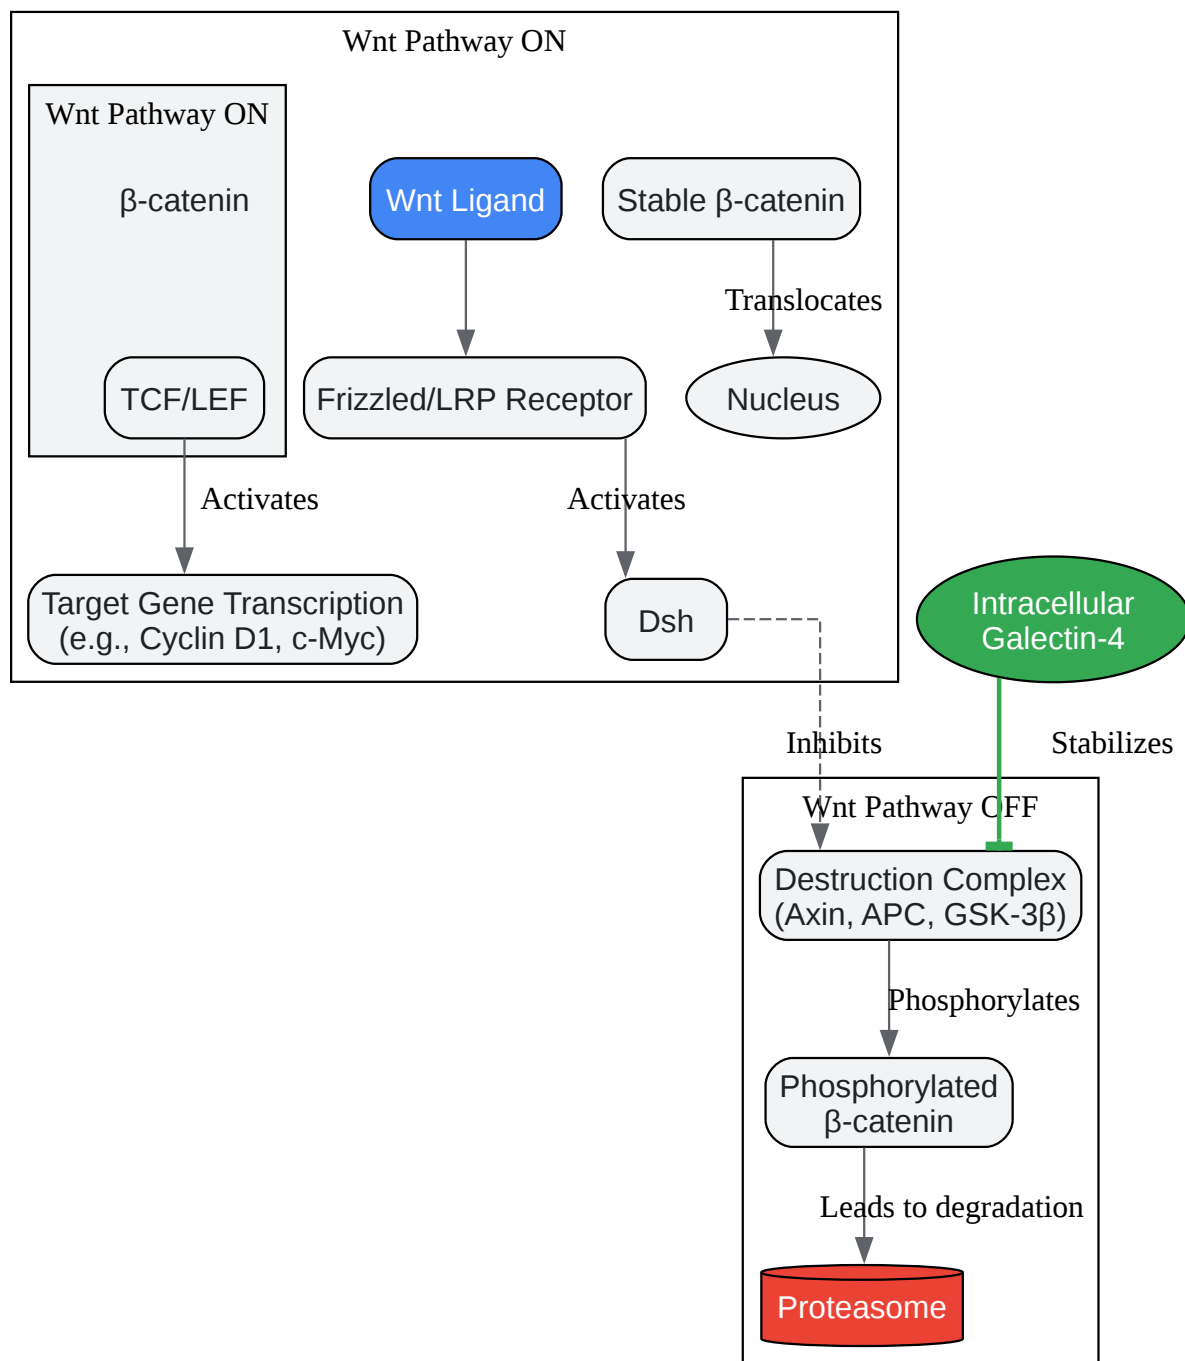 Wnt Pathway ON
Wnt Pathway ON
β-catenin
Wnt Ligand
Stable β-catenin
Translocates
TCF/LEF
Frizzled/LRP Receptor
Nucleus
Activates
Activates
Target Gene Transcription
(e.g., Cyclin D1, c-Myc)
Dsh
Intracellular
Galectin-4
Inhibits
Stabilizes
Wnt Pathway OFF
Destruction Complex
(Axin, APC, GSK-3β)
Phosphorylates
Phosphorylated
β-catenin
Leads to degradation
Proteasome